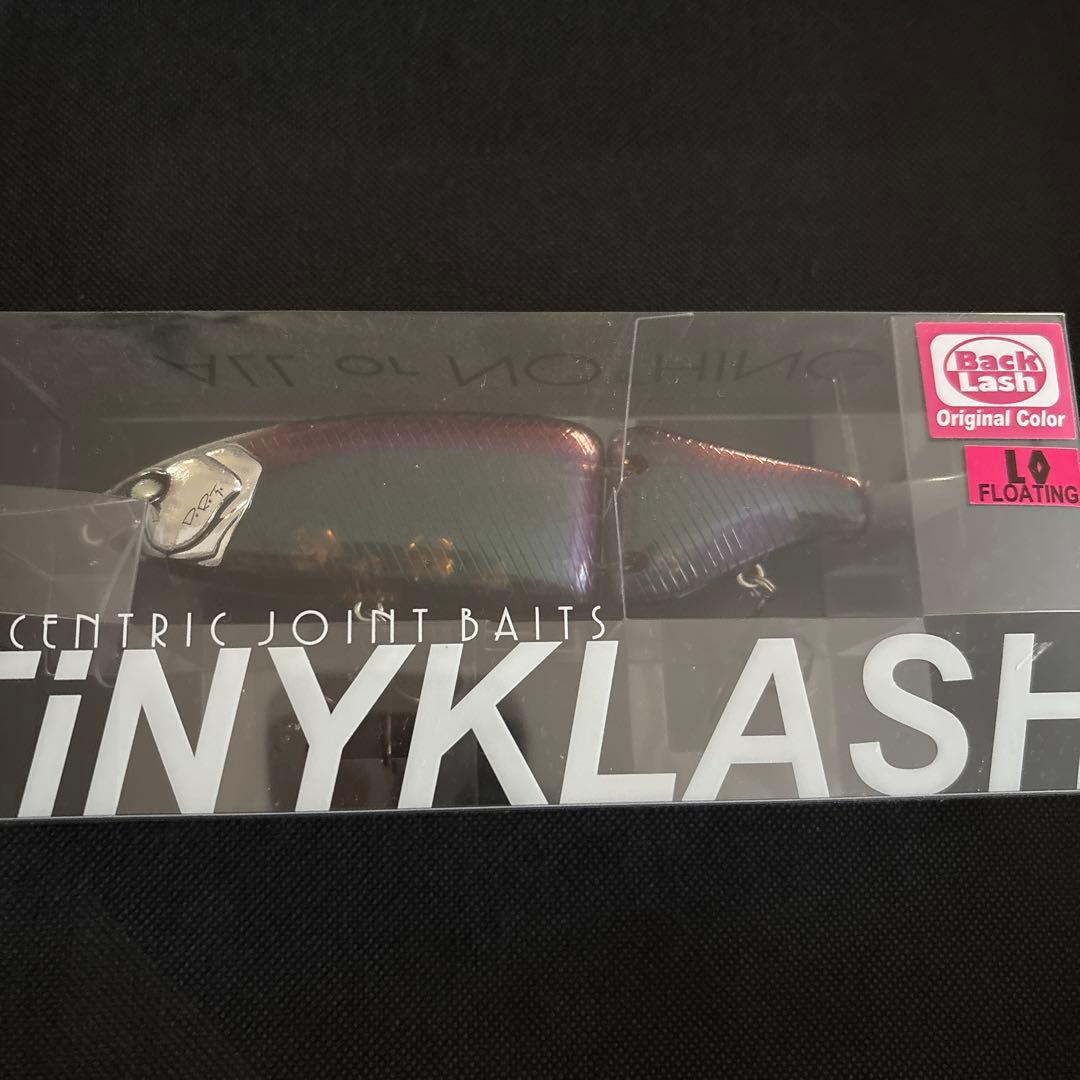 ALL or NOTHING
Back
Lash
Original Color
LO
FLOATING
D.R.T.
CENTRIC JOINT BAITS
TiNYKLASH